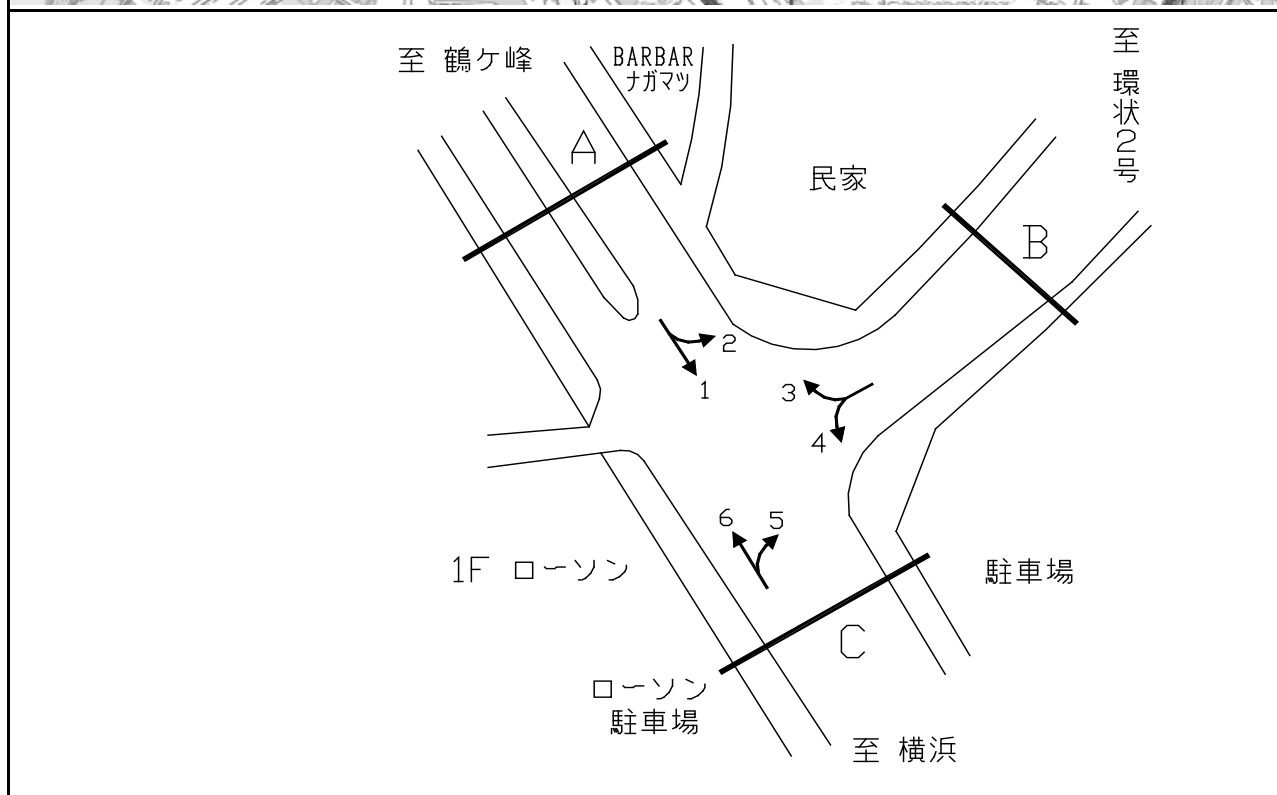 至 鶴ケ峰
BARBAR
ナガマツ
至 環状2号
A
民家
B
2
1
3
4
6
5
1F ローソン
駐車場
C
ローソン
駐車場
至 横浜